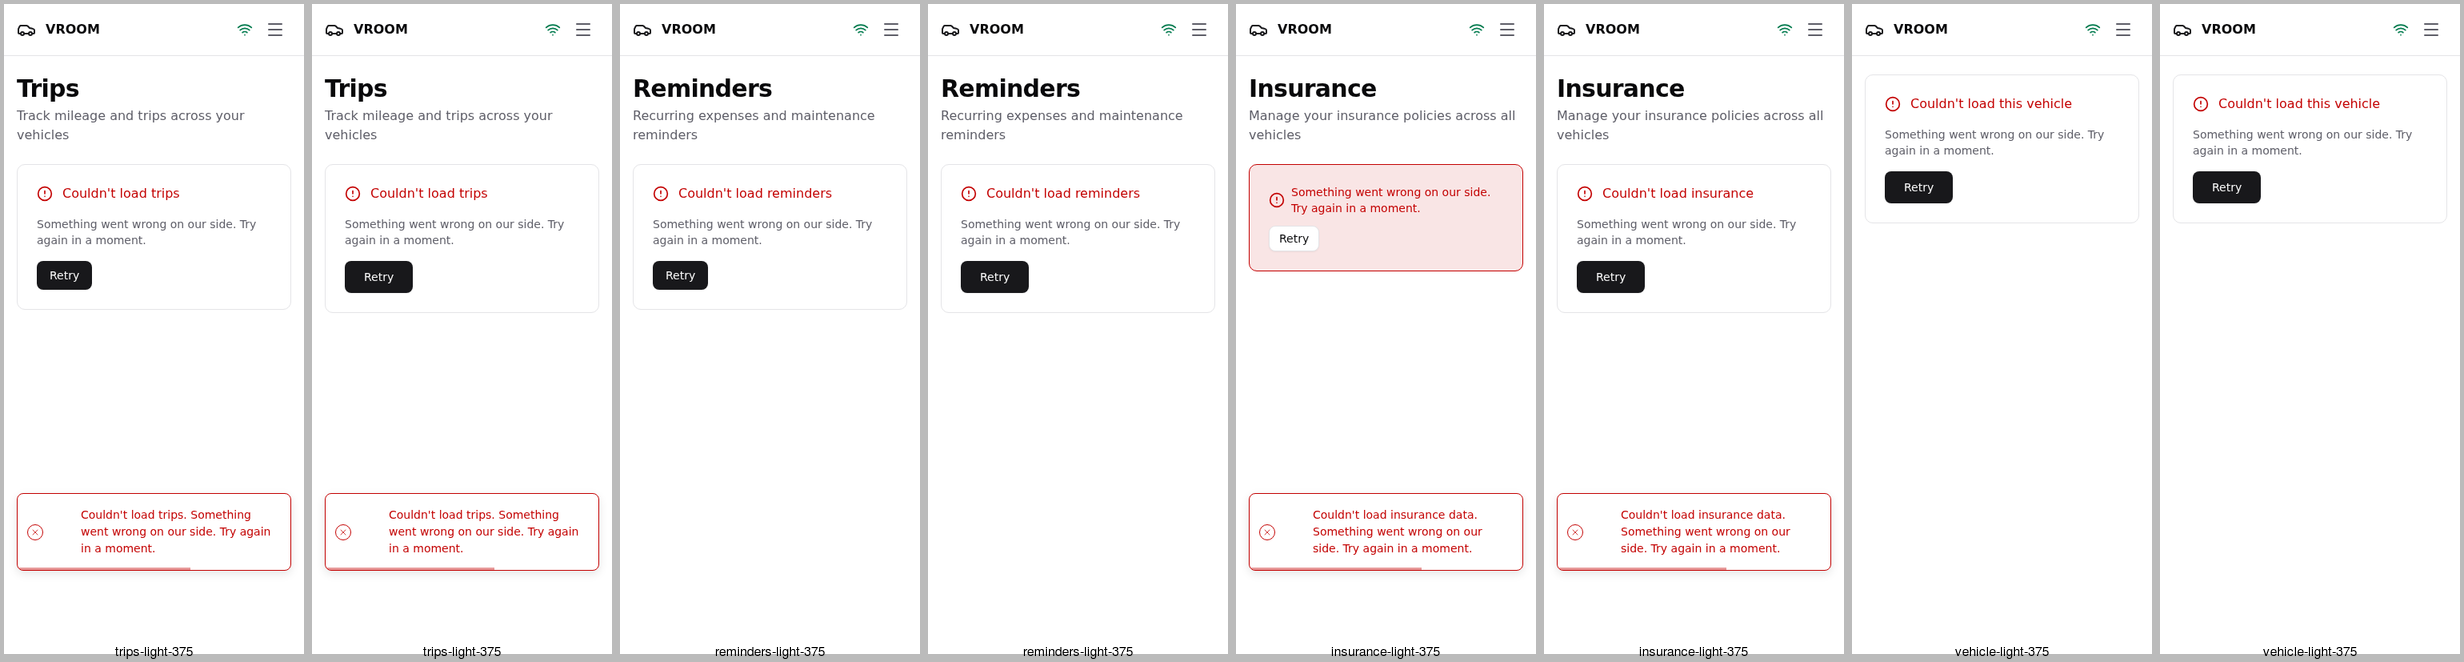 VROOM
Trips
Track mileage and trips across your
vehicles
Couldn't load trips
Something went wrong on our side. Try
again in a moment.
Retry
Couldn't load trips. Something
went wrong on our side. Try again
in a moment.
trips-light-375
VROOM
Trips
Track mileage and trips across your
vehicles
Couldn't load trips
Something went wrong on our side. Try
again in a moment.
Retry
Couldn't load trips. Something
went wrong on our side. Try again
in a moment.
trips-light-375
VROOM
Reminders
Recurring expenses and maintenance
reminders
Couldn't load reminders
Something went wrong on our side. Try
again in a moment.
Retry
reminders-light-375
VROOM
Reminders
Recurring expenses and maintenance
reminders
Couldn't load reminders
Something went wrong on our side. Try
again in a moment.
Retry
reminders-light-375
VROOM
Insurance
Manage your insurance policies across all
vehicles
Something went wrong on our side.
Try again in a moment.
Retry
Couldn't load insurance data.
Something went wrong on our
side. Try again in a moment.
insurance-light-375
VROOM
Insurance
Manage your insurance policies across all
vehicles
Couldn't load insurance
Something went wrong on our side. Try
again in a moment.
Retry
Couldn't load insurance data.
Something went wrong on our
side. Try again in a moment.
insurance-light-375
VROOM
Couldn't load this vehicle
Something went wrong on our side. Try
again in a moment.
Retry
vehicle-light-375
VROOM
Couldn't load this vehicle
Something went wrong on our side. Try
again in a moment.
Retry
vehicle-light-375